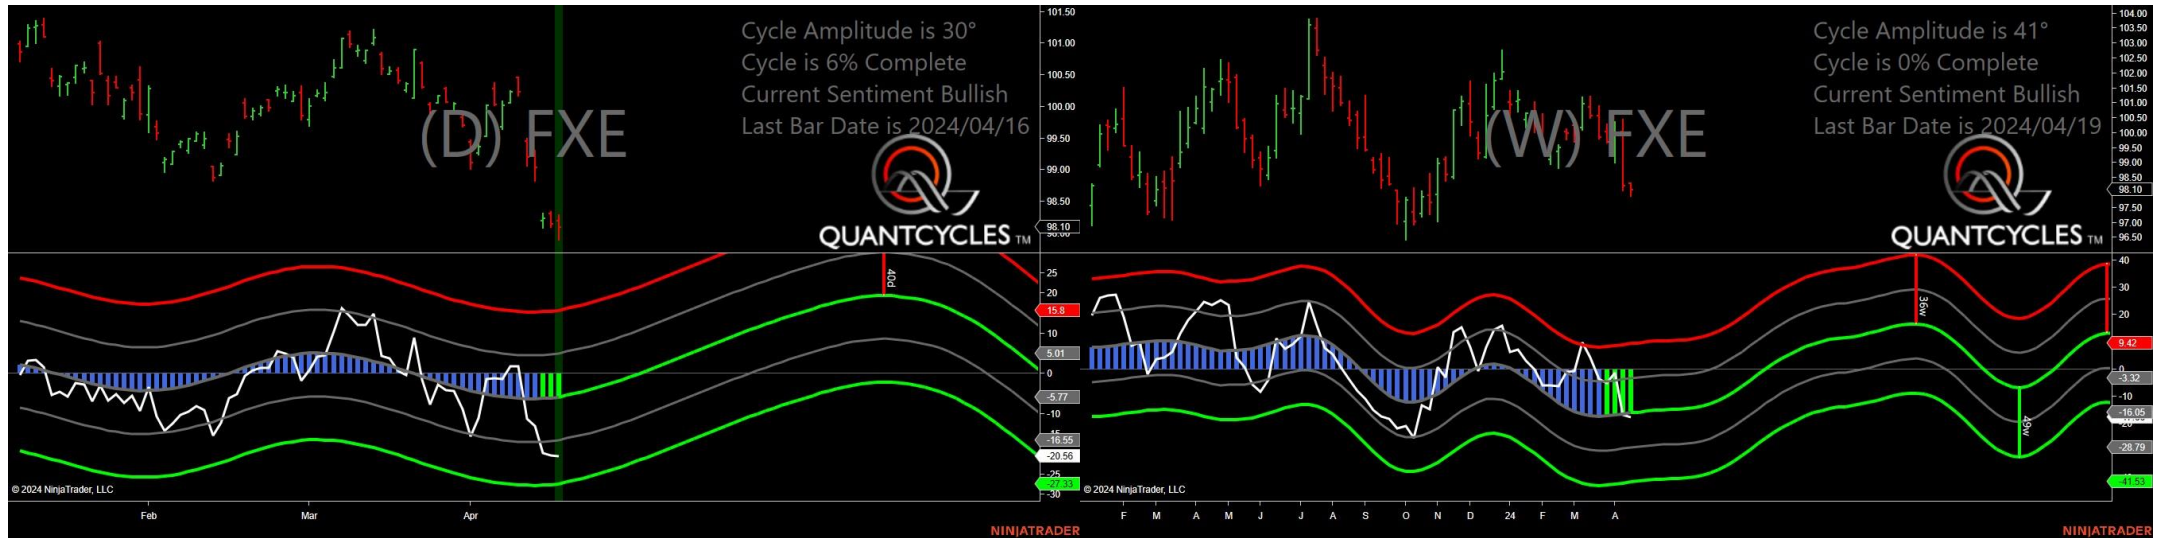 Cycle Amplitude is 30°
Cycle is 6% Complete
Current Sentiment Bullish
Last Bar Date is 2024/04/16
(D) FXE
QUANTCYCLES TM
101.50
101.00
100.50
100.00
99.50
99.00
98.50
98.10
40d
25
20
15.8
10
5.01
0
-5.77
-10
-16.55
-20.56
-25
-27.33
-30
© 2024 NinjaTrader, LLC
Feb
Mar
Apr
NINJATRADER
Cycle Amplitude is 41°
Cycle is 0% Complete
Current Sentiment Bullish
Last Bar Date is 2024/04/19
(W) FXE
QUANTCYCLES TM
104.00
103.50
103.00
102.50
102.00
101.50
101.00
100.50
100.00
99.50
99.00
98.50
98.10
97.50
97.00
96.50
36w
49w
40
30
20
9.42
0
-3.32
-10
-16.05
-28.79
-41.53
© 2024 NinjaTrader, LLC
F
M
A
M
J
J
A
S
O
N
D
24
F
M
A
NINJATRADER